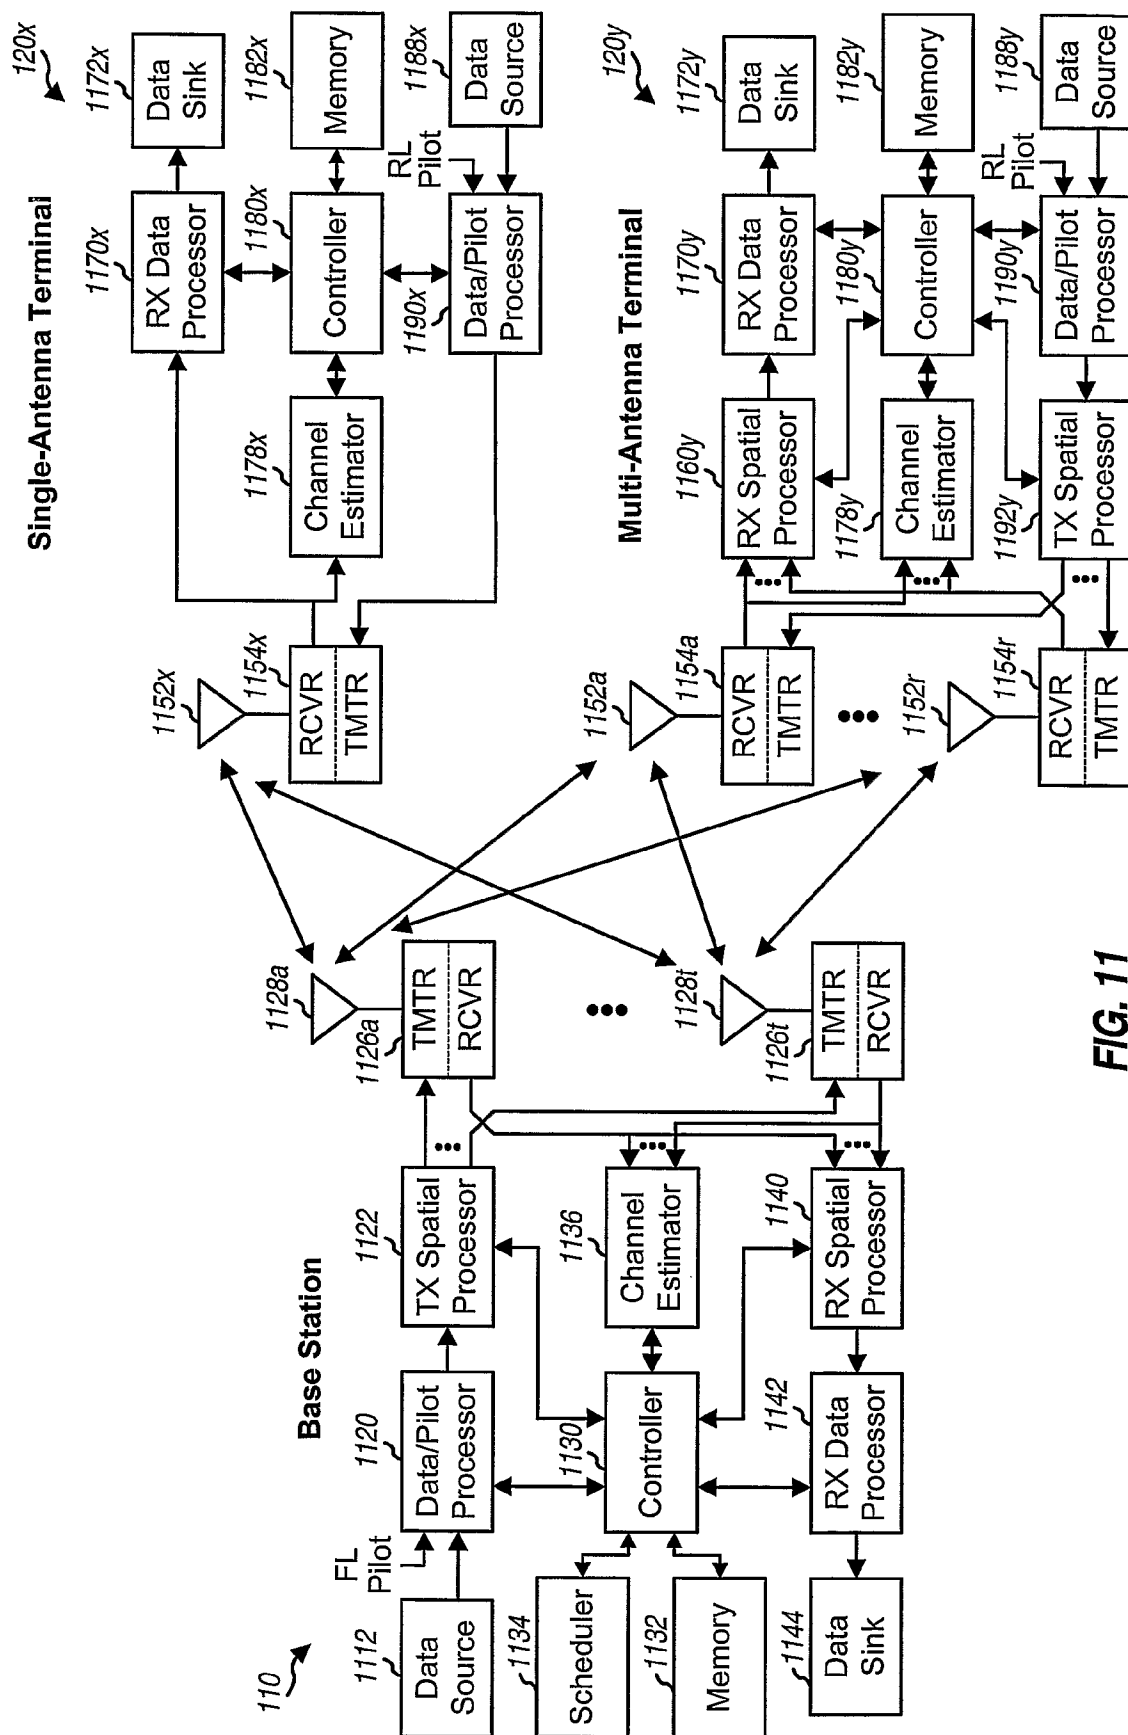 110
Base Station
1112
Data
Source
FL
Pilot
1120
Data/Pilot
Processor
1122
TX Spatial
Processor
1126a
TMTR
RCVR
1128a
1134
Scheduler
1132
Memory
1130
Controller
1136
Channel
Estimator
1128t
1126t
TMTR
RCVR
1144
Data
Sink
1142
RX Data
Processor
1140
RX Spatial
Processor
Single-Antenna Terminal
120x
1152x
1154x
RCVR
TMTR
1170x
RX Data
Processor
1172x
Data
Sink
1178x
Channel
Estimator
1180x
Controller
1182x
Memory
RL
Pilot
1190x
Data/Pilot
Processor
1188x
Data
Source
Multi-Antenna Terminal
120y
1152a
1154a
RCVR
TMTR
1160y
RX Spatial
Processor
1170y
RX Data
Processor
1172y
Data
Sink
1178y
Channel
Estimator
1180y
Controller
1182y
Memory
1152r
1154r
RCVR
TMTR
1192y
TX Spatial
Processor
1190y
Data/Pilot
Processor
RL
Pilot
1188y
Data
Source
FIG. 11